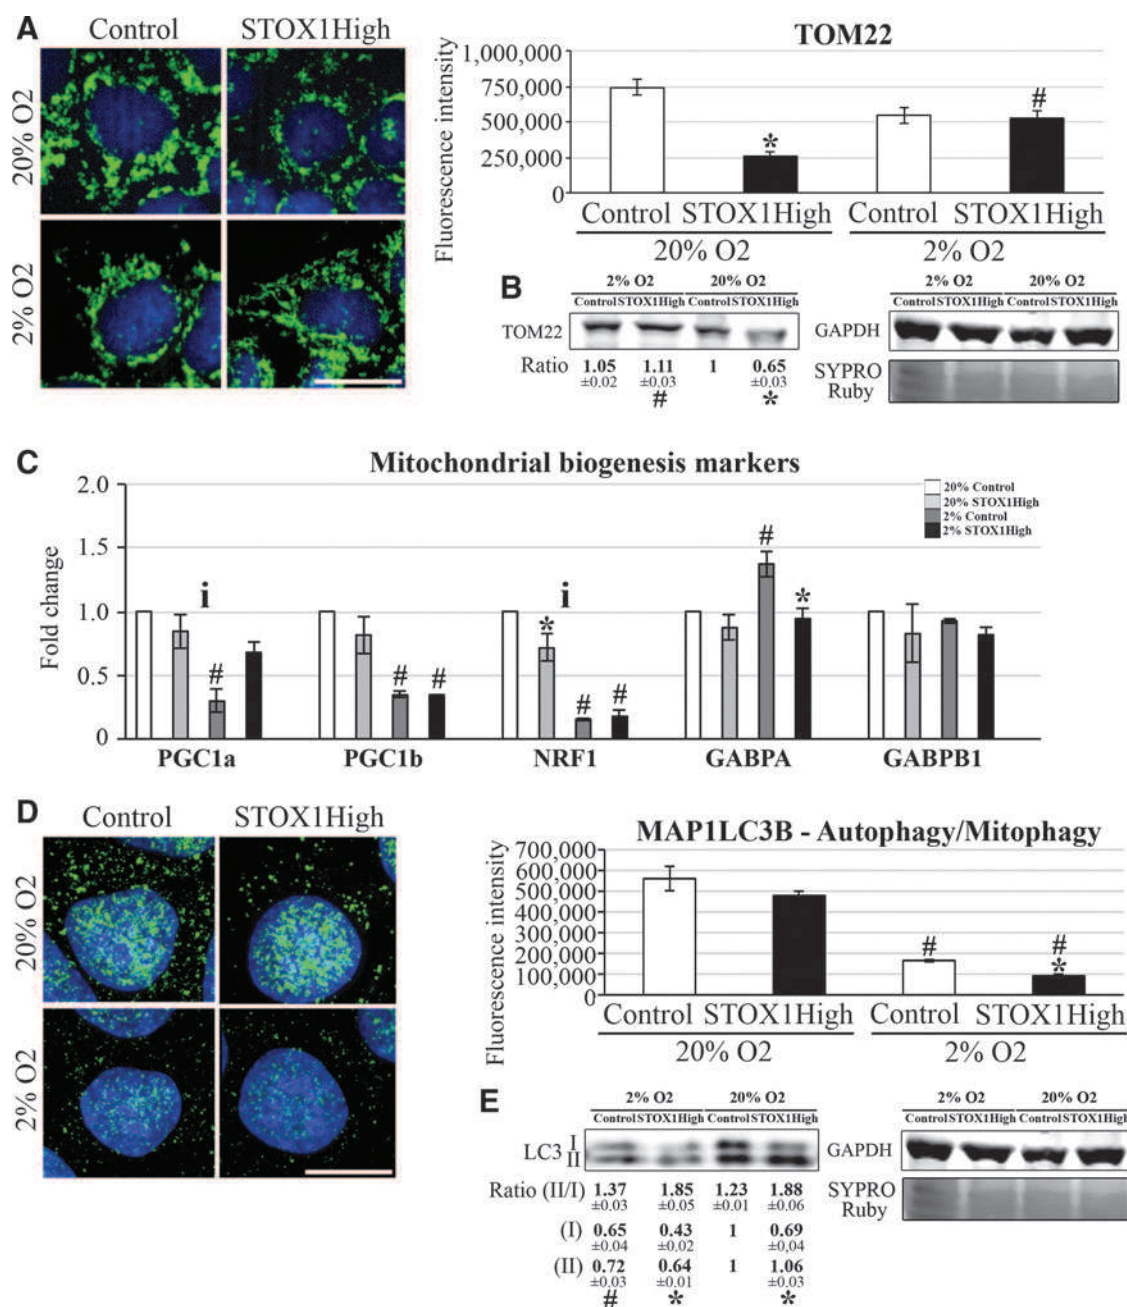 A
Control STOX1High
20% O2
2% O2
TOM22
Fluorescence intensity
1,000,000
750,000
500,000
250,000
0
*
#
Control STOX1High Control STOX1High
20% O2 2% O2
B
2% O2 20% O2
Control STOX1High Control STOX1High
TOM22
Ratio 1.05 1.11 1 0.65
±0.02 ±0.03 ±0.03
# *
2% O2 20% O2
Control STOX1High Control STOX1High
GAPDH
SYPRO
Ruby
C
Mitochondrial biogenesis markers
Fold change
2.0
1.5
1.0
0.5
0
20% Control
20% STOX1High
2% Control
2% STOX1High
i i
# # # * # # # *
PGC1a PGC1b NRF1 GABPA GABPB1
D
Control STOX1High
20% O2
2% O2
MAP1LC3B - Autophagy/Mitophagy
Fluorescence intensity
700,000
600,000
500,000
400,000
300,000
200,000
100,000
0
# #
*
Control STOX1High Control STOX1High
20% O2 2% O2
E
2% O2 20% O2
Control STOX1High Control STOX1High
LC3 I
II
Ratio (II/I) 1.37 1.85 1.23 1.88
±0.03 ±0.05 ±0.01 ±0.06
(I) 0.65 0.43 1 0.69
±0.04 ±0.02 ±0,04
(II) 0.72 0.64 1 1.06
±0.03 ±0.01 ±0.03
# * *
2% O2 20% O2
Control STOX1High Control STOX1High
GAPDH
SYPRO
Ruby